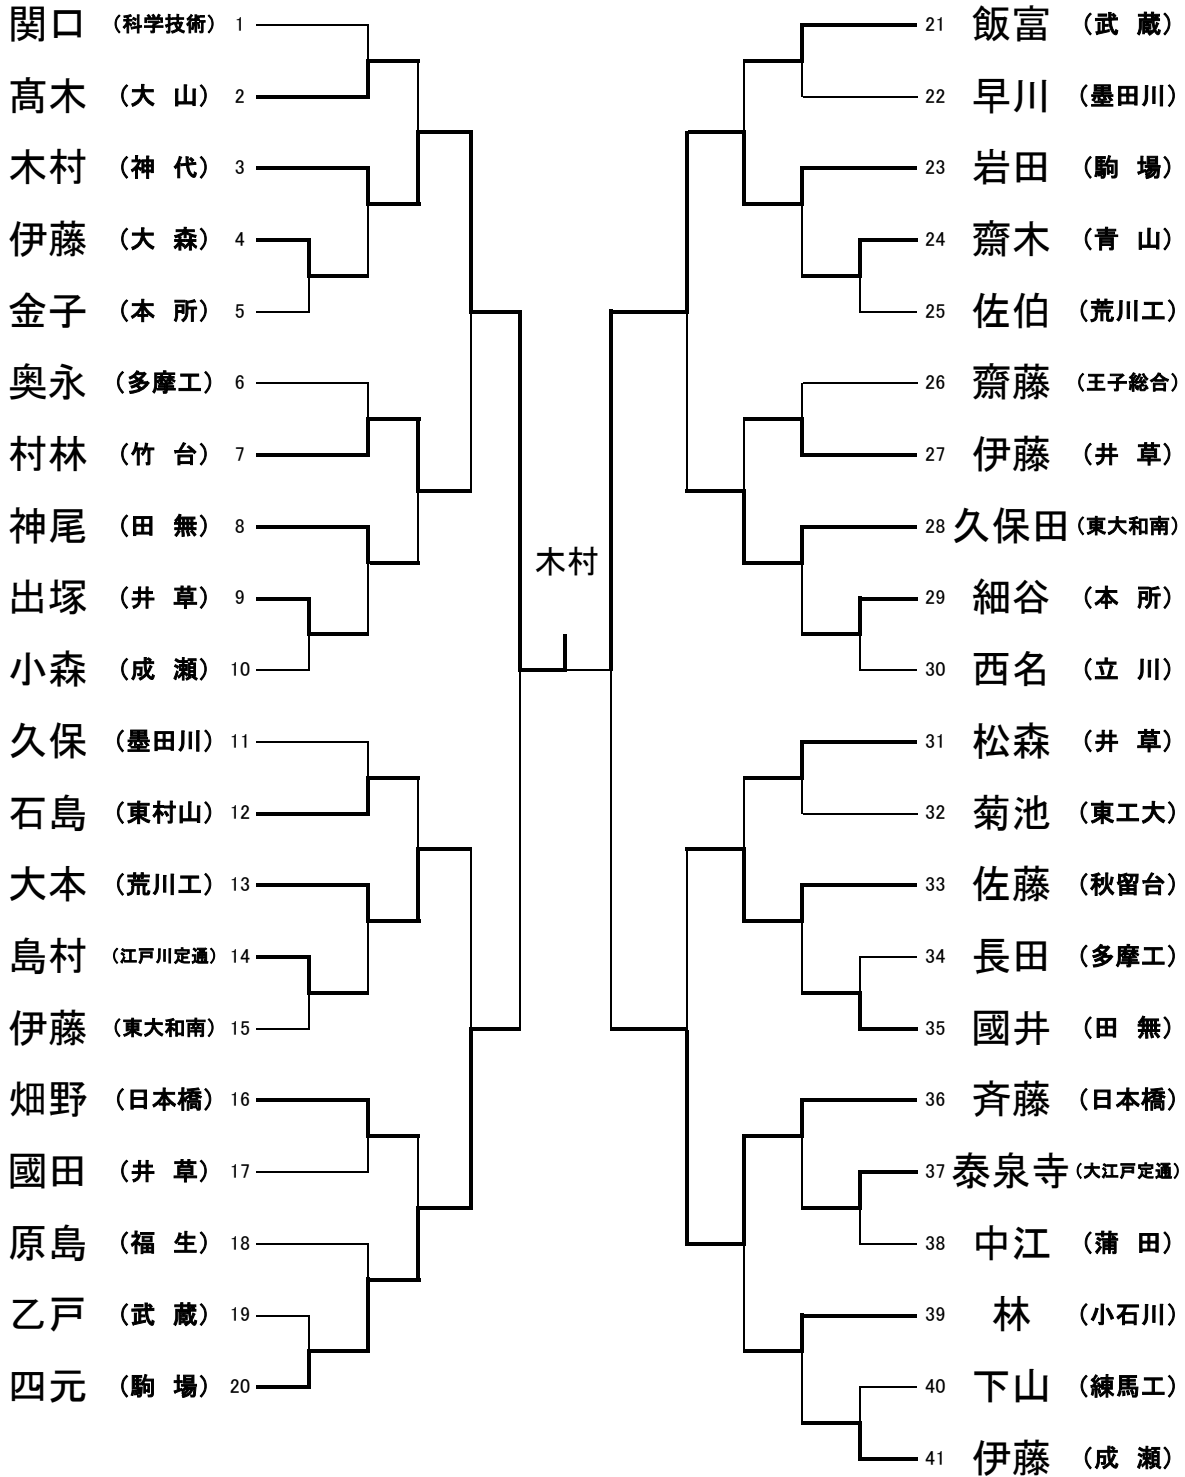 関口 （科学技術） 1
髙木 （大 山） 2
木村 （神 代） 3
伊藤 （大 森） 4
金子 （本 所） 5
奥永 （多摩工） 6
村林 （竹 台） 7
神尾 （田 無） 8
出塚 （井 草） 9
小森 （成 瀬） 10
久保 （墨田川） 11
石島 （東村山） 12
大本 （荒川工） 13
島村 （江戸川定通） 14
伊藤 （東大和南） 15
畑野 （日本橋） 16
國田 （井 草） 17
原島 （福 生） 18
乙戸 （武 蔵） 19
四元 （駒 場） 20
木村
21 飯富 （武 蔵）
22 早川 （墨田川）
23 岩田 （駒 場）
24 齋木 （青 山）
25 佐伯 （荒川工）
26 齋藤 （王子総合）
27 伊藤 （井 草）
28 久保田 （東大和南）
29 細谷 （本 所）
30 西名 （立 川）
31 松森 （井 草）
32 菊池 （東工大）
33 佐藤 （秋留台）
34 長田 （多摩工）
35 國井 （田 無）
36 斉藤 （日本橋）
37 泰泉寺 （大江戸定通）
38 中江 （蒲 田）
39 林 （小石川）
40 下山 （練馬工）
41 伊藤 （成 瀬）